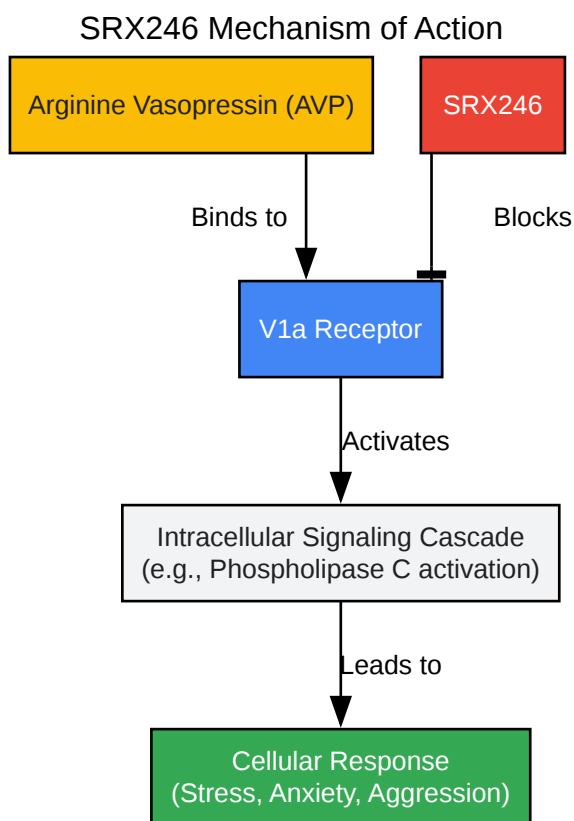 SRX246 Mechanism of Action
Arginine Vasopressin (AVP)
SRX246
Binds to
Blocks
V1a Receptor
Activates
Intracellular Signaling Cascade
(e.g., Phospholipase C activation)
Leads to
Cellular Response
(Stress, Anxiety, Aggression)